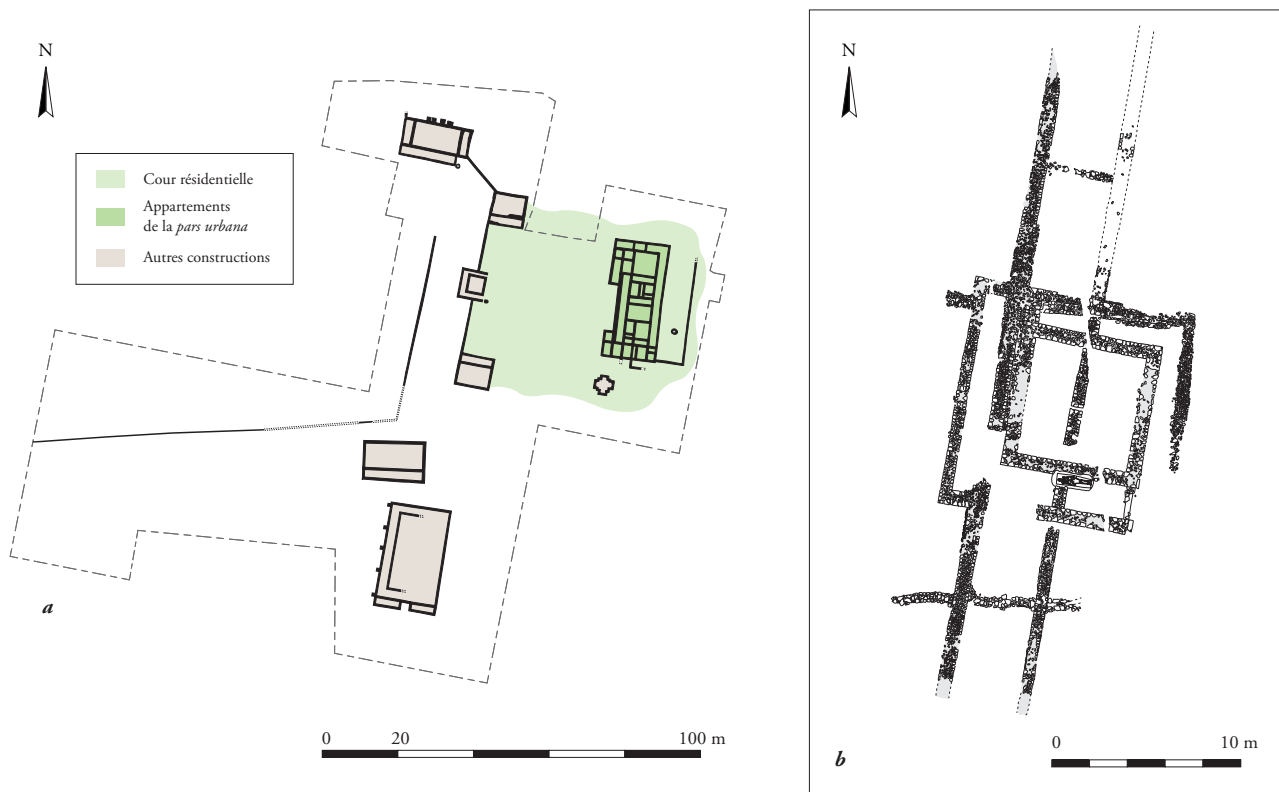 N
Cour résidentielle
Appartements
de la pars urbana
Autres constructions
a
0 20 100 m
N
b
0 10 m